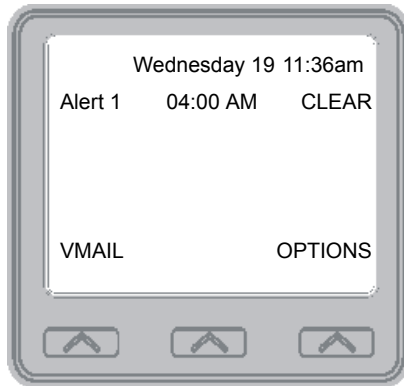 Wednesday 19 11:36am
Alert 1 04:00 AM CLEAR
VMAIL OPTIONS